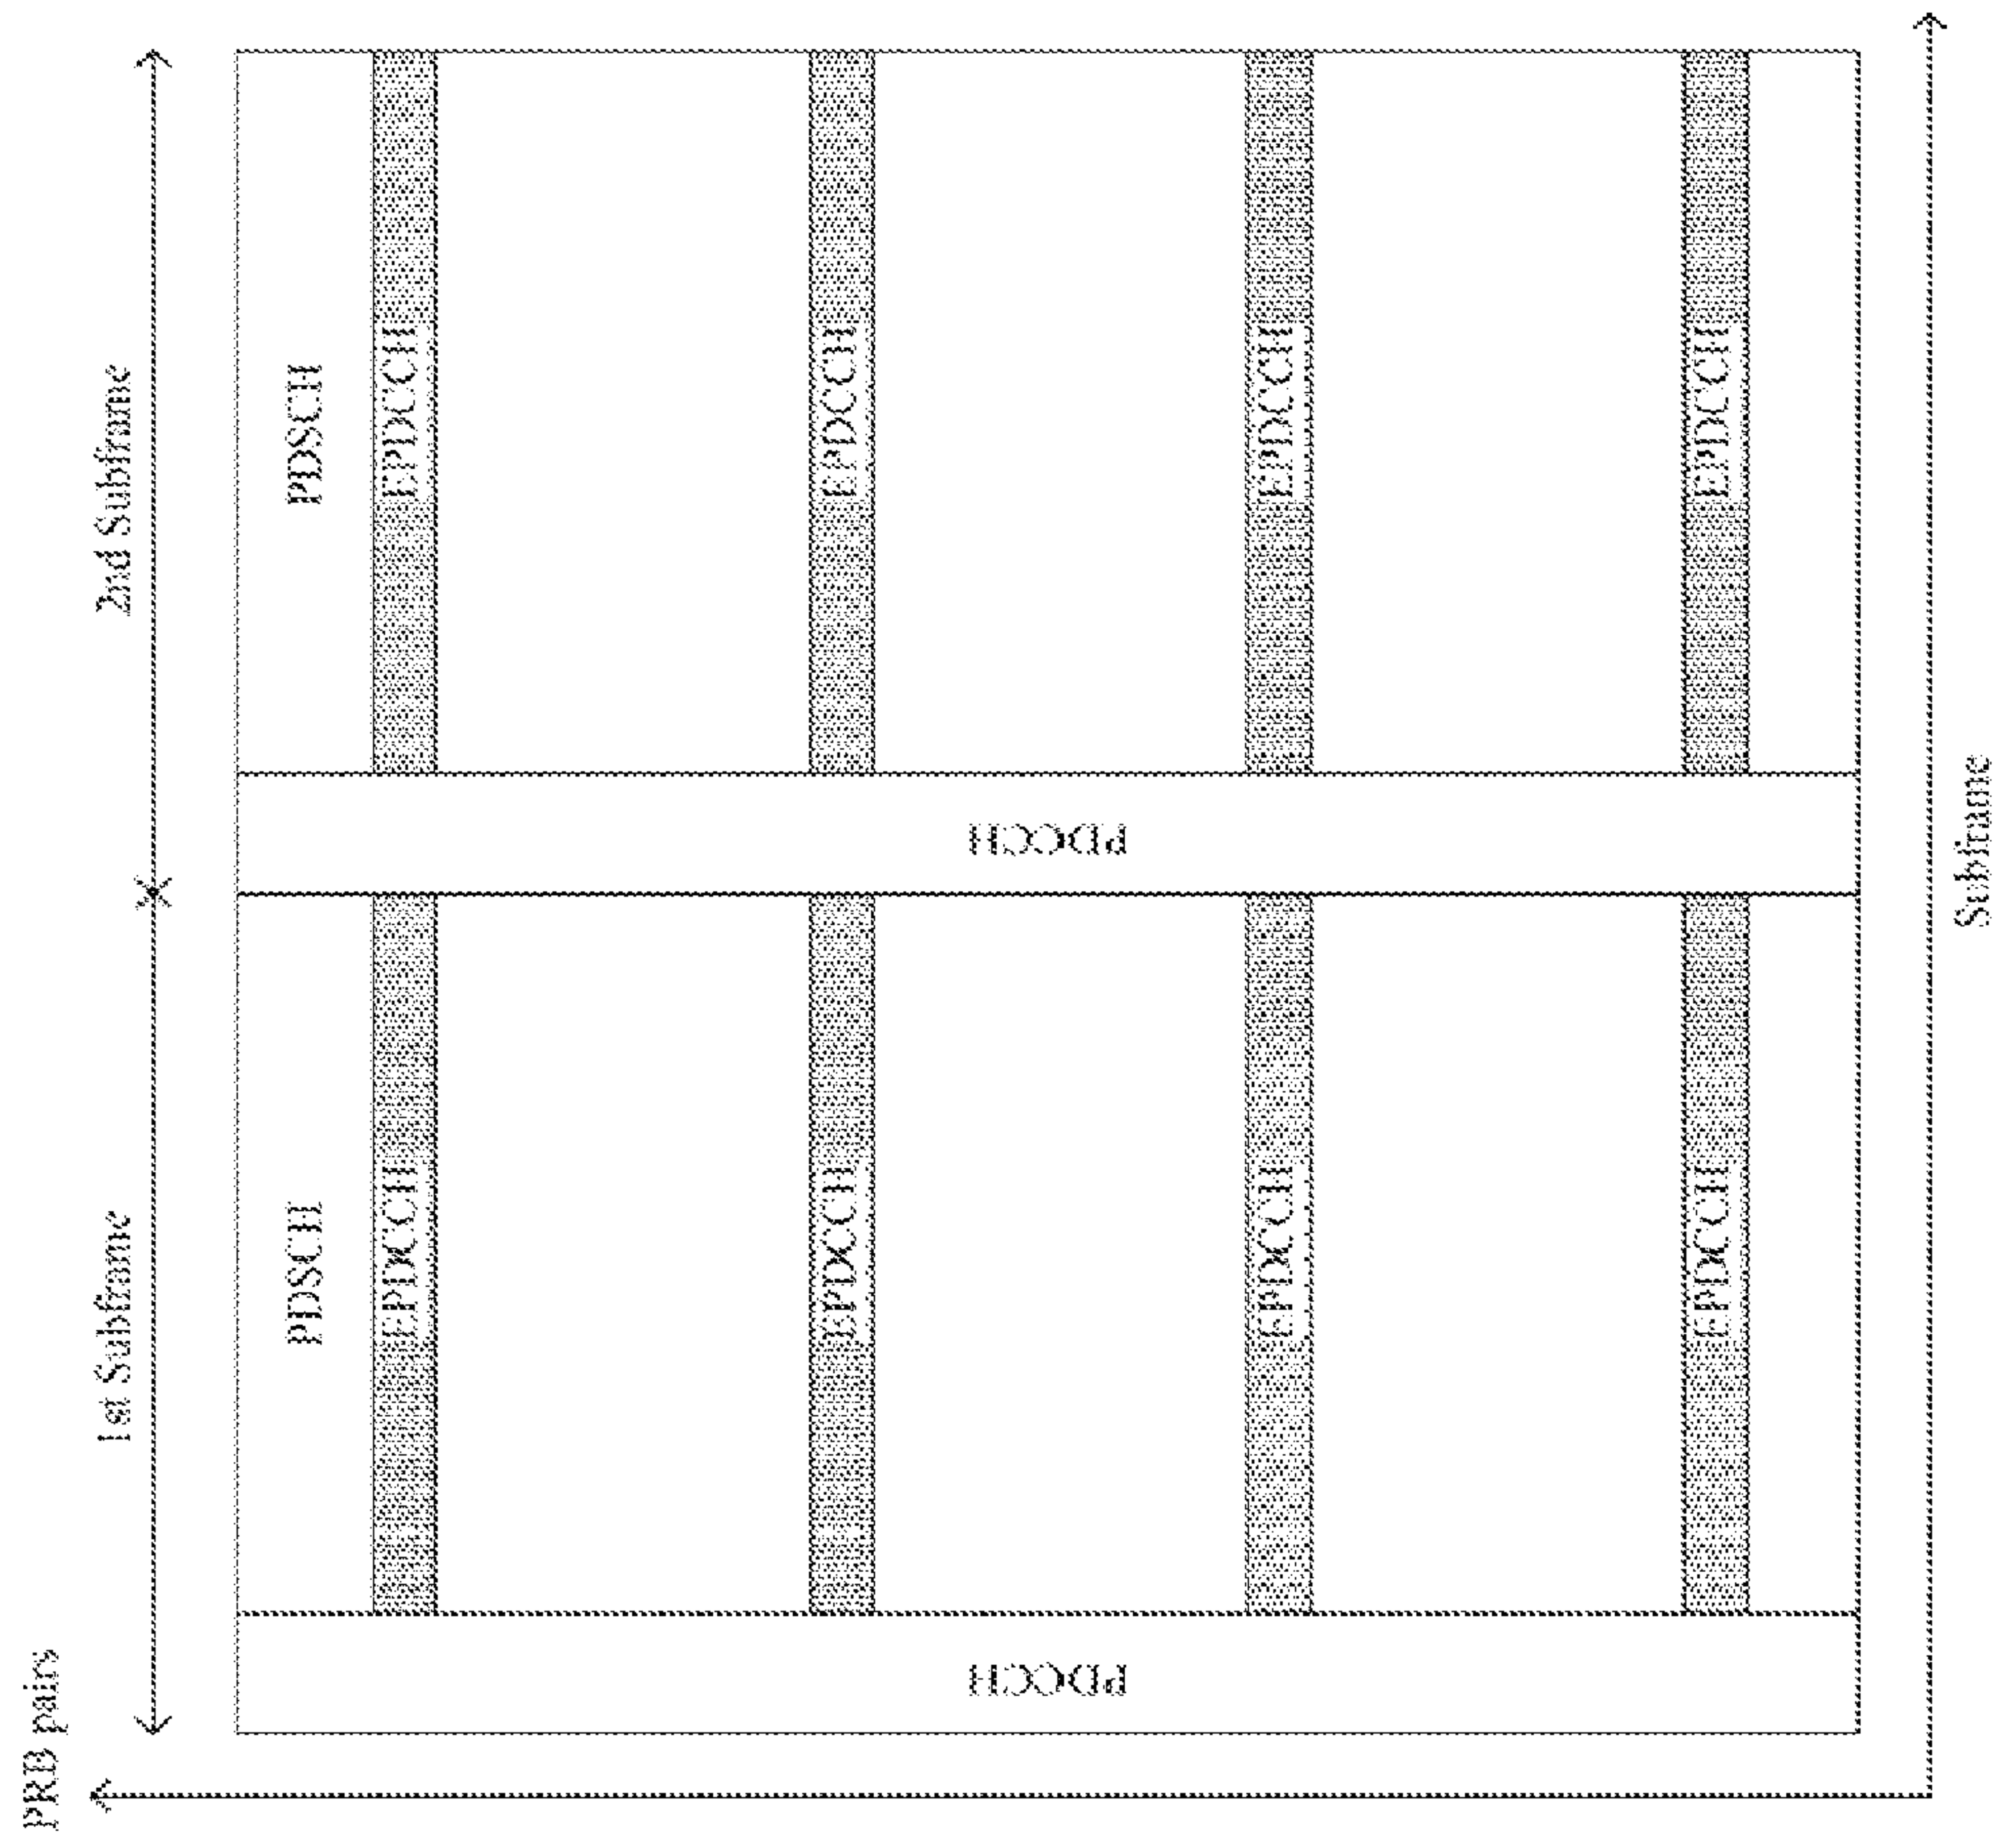 PRB pairs
1st Subframe
2nd Subframe
PDCCH
PDSCH
EPDCCH
EPDCCH
EPDCCH
EPDCCH
PDCCH
PDSCH
EPDCCH
EPDCCH
EPDCCH
EPDCCH
Subframe